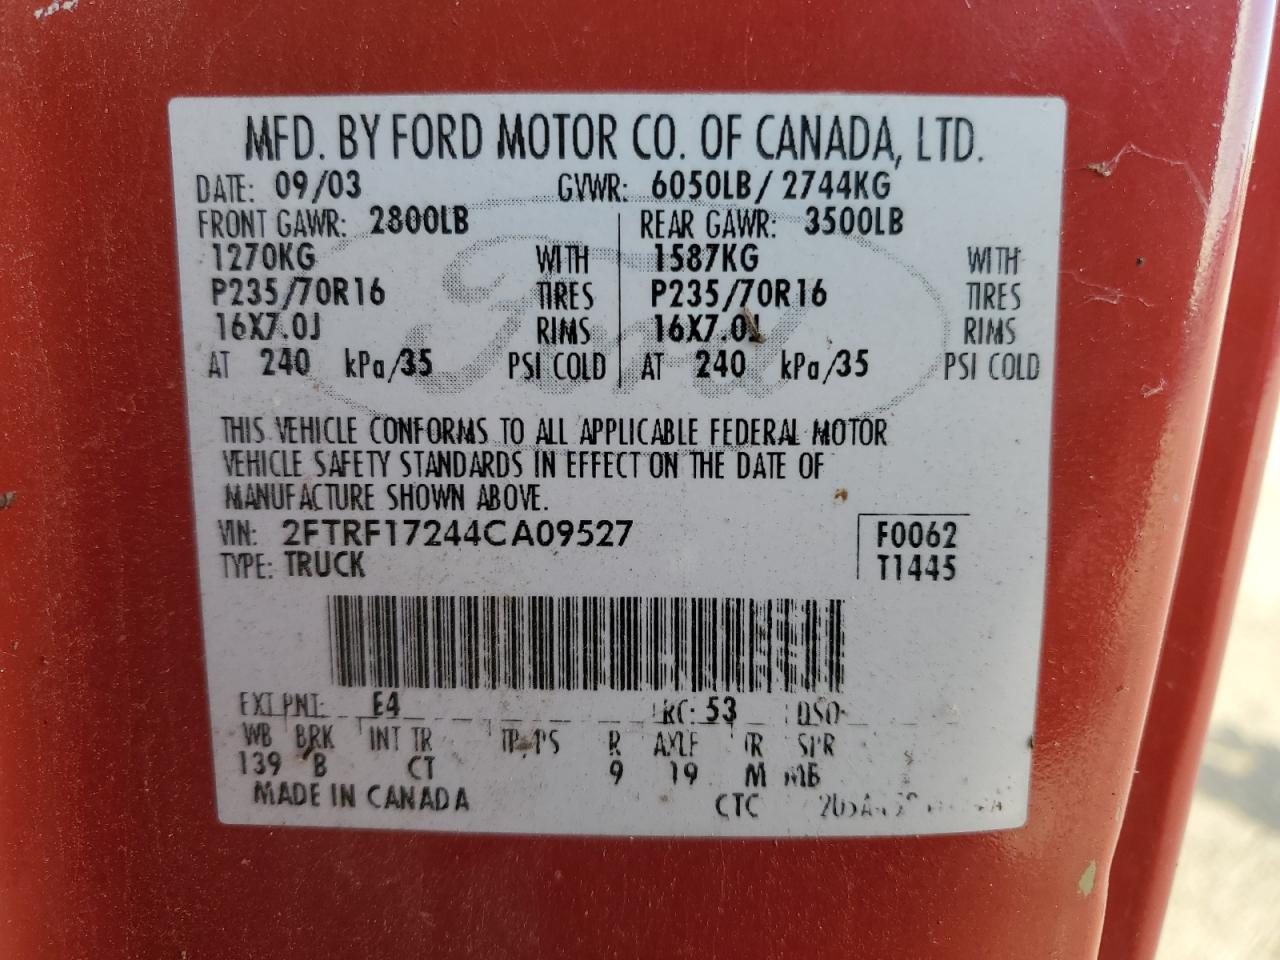 MFD. BY FORD MOTOR CO. OF CANADA, LTD.
DATE: 09/03 GVWR: 6050LB/ 2744KG
FRONT GAWR: 2800LB REAR GAWR: 3500LB
1270KG WITH 1587KG WITH
P235/70R16 TIRES P235/70R16 TIRES
16X7.0J RIMS 16X7.0J RIMS
AT 240 kPa/35 PSI COLD AT 240 kPa/35 PSI COLD
Ford
THIS VEHICLE CONFORMS TO ALL APPLICABLE FEDERAL MOTOR
VEHICLE SAFETY STANDARDS IN EFFECT ON THE DATE OF
MANUFACTURE SHOWN ABOVE.
VIN: 2FTRF17244CA09527 F0062
TYPE: TRUCK T1445
EXT PNT: E4 RC: 53 DSO:
WB BRK INT TR TP/PS R AXLE TR SPR
139 B CT 9 19 M
MADE IN CANADA CTC